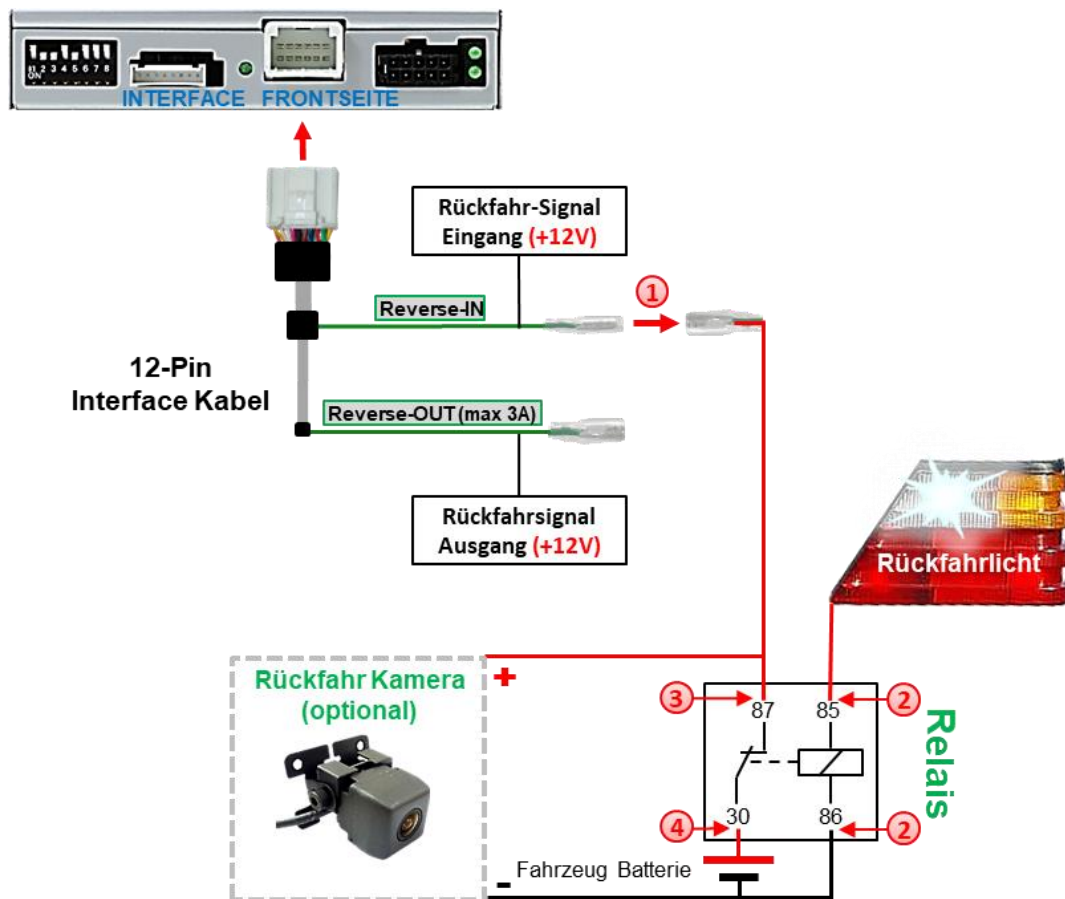 ON
1 2 3 4 5 6 7 8
INTERFACE FRONTSEITE
Rückfahr-Signal
Eingang (+12V)
1
Reverse-IN
12-Pin
Interface Kabel
Reverse-OUT(max 3A)
Rückfahrsignal
Ausgang (+12V)
Rückfahrlicht
Rückfahr Kamera
(optional)
+
3
87
85
2
Relais
30
86
4
2
- Fahrzeug Batterie